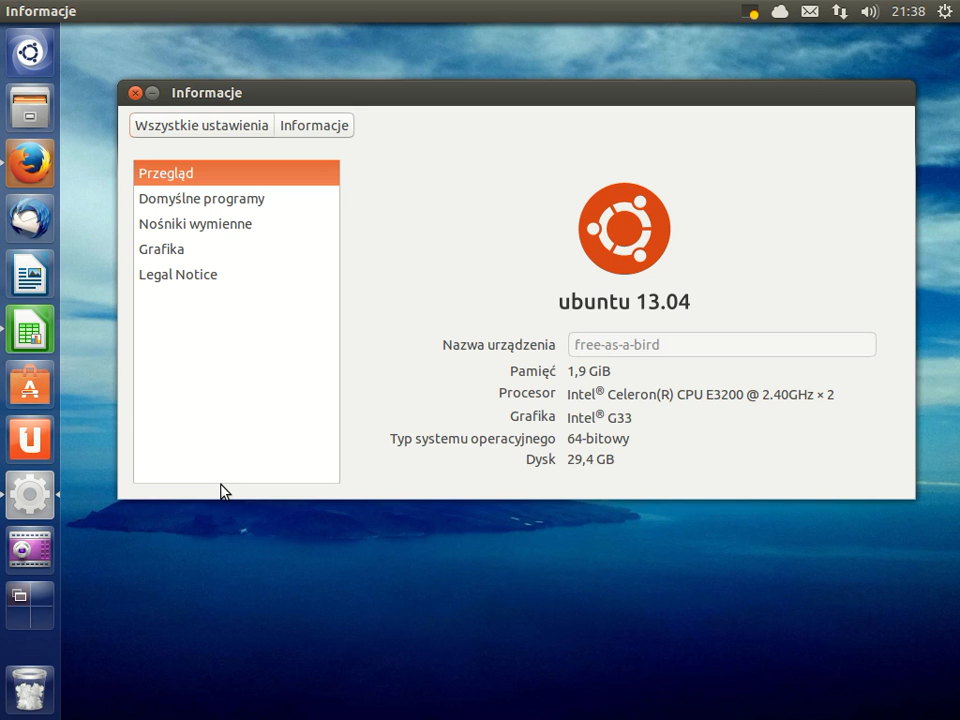 Informacje
21:38
Informacje
Wszystkie ustawienia Informacje
Przegląd
Domyślne programy
Nośniki wymienne
Grafika
Legal Notice
ubuntu 13.04
Nazwa urządzenia free-as-a-bird
Pamięć 1,9 GiB
Procesor Intel® Celeron(R) CPU E3200 @ 2.40GHz × 2
Grafika Intel® G33
Typ systemu operacyjnego 64-bitowy
Dysk 29,4 GB